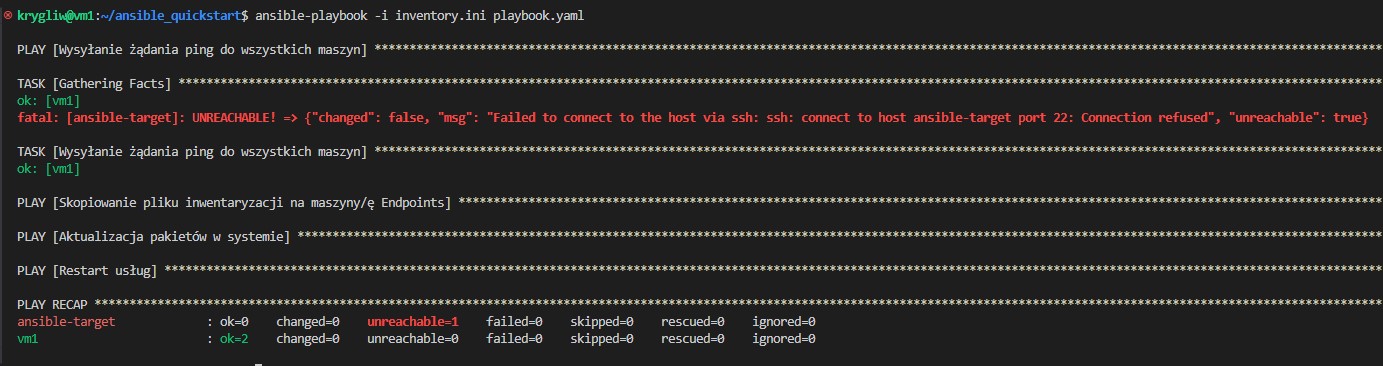 krygliw@vm1:~/ansible_quickstart$ ansible-playbook -i inventory.ini playbook.yaml
PLAY [Wysyłanie żądania ping do wszystkich maszyn] ****************************************************************************************************************************************************
TASK [Gathering Facts] ********************************************************************************************************************************************************************************
ok: [vm1]
fatal: [ansible-target]: UNREACHABLE! => {"changed": false, "msg": "Failed to connect to the host via ssh: ssh: connect to host ansible-target port 22: Connection refused", "unreachable": true}
TASK [Wysyłanie żądania ping do wszystkich maszyn] ****************************************************************************************************************************************************
ok: [vm1]
PLAY [Skopiowanie pliku inwentaryzacji na maszyny/ę Endpoints] ****************************************************************************************************************************************
PLAY [Aktualizacja pakietów w systemie] ***************************************************************************************************************************************************************
PLAY [Restart usług] **********************************************************************************************************************************************************************************
PLAY RECAP ********************************************************************************************************************************************************************************************
ansible-target             : ok=0    changed=0    unreachable=1    failed=0    skipped=0    rescued=0    ignored=0
vm1                        : ok=2    changed=0    unreachable=0    failed=0    skipped=0    rescued=0    ignored=0